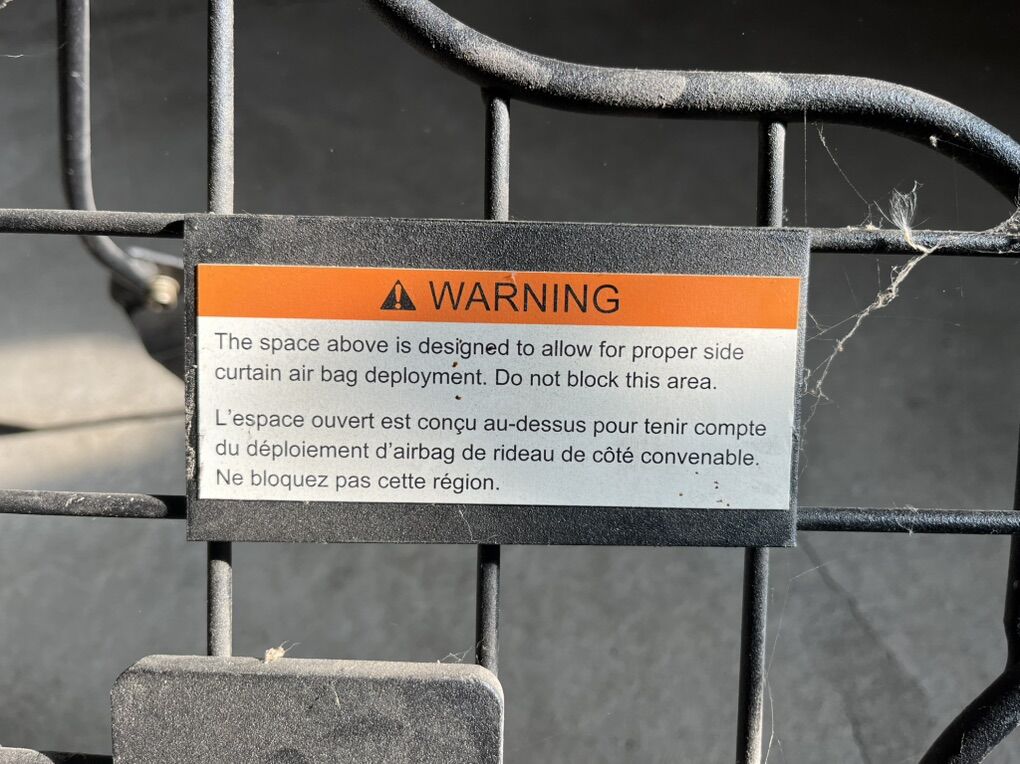 WARNING
The space above is designed to allow for proper side
curtain air bag deployment. Do not block this area.
L'espace ouvert est conçu au-dessus pour tenir compte
du déploiement d'airbag de rideau de côté convenable.
Ne bloquez pas cette région.